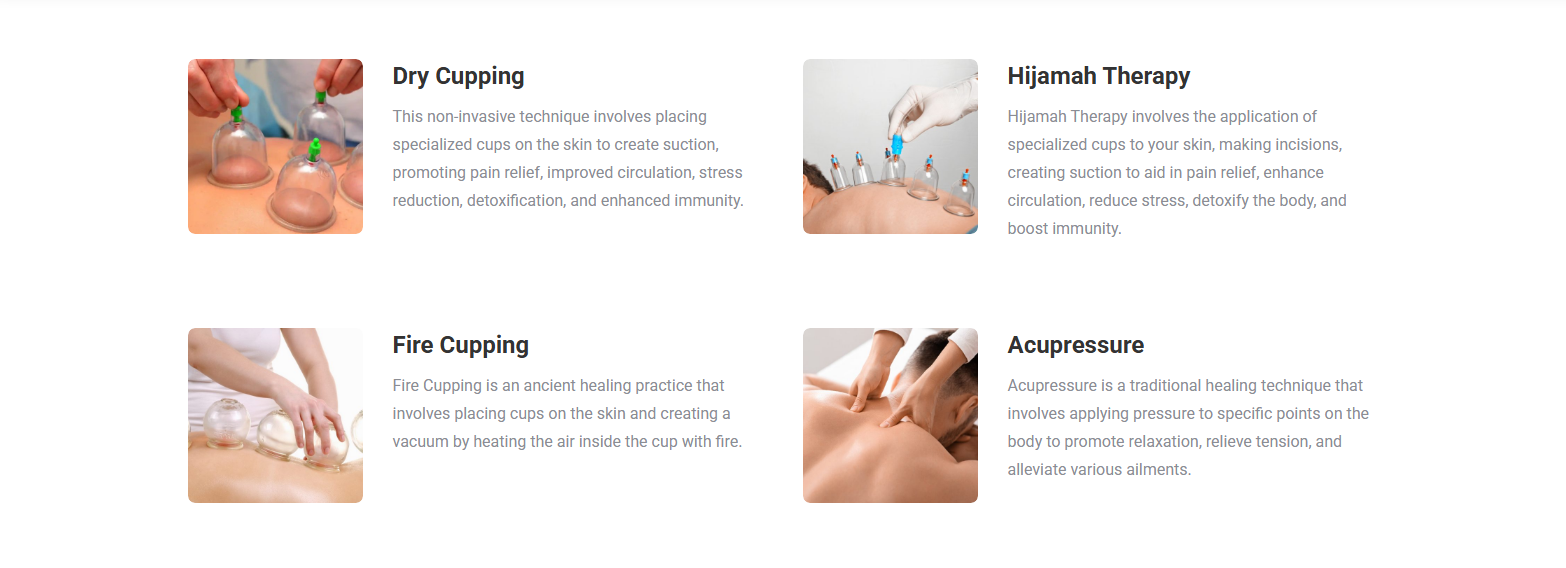 Dry Cupping
This non-invasive technique involves placing
specialized cups on the skin to create suction,
promoting pain relief, improved circulation, stress
reduction, detoxification, and enhanced immunity.
Hijamah Therapy
Hijamah Therapy involves the application of
specialized cups to your skin, making incisions,
creating suction to aid in pain relief, enhance
circulation, reduce stress, detoxify the body, and
boost immunity.
Fire Cupping
Fire Cupping is an ancient healing practice that
involves placing cups on the skin and creating a
vacuum by heating the air inside the cup with fire.
Acupressure
Acupressure is a traditional healing technique that
involves applying pressure to specific points on the
body to promote relaxation, relieve tension, and
alleviate various ailments.